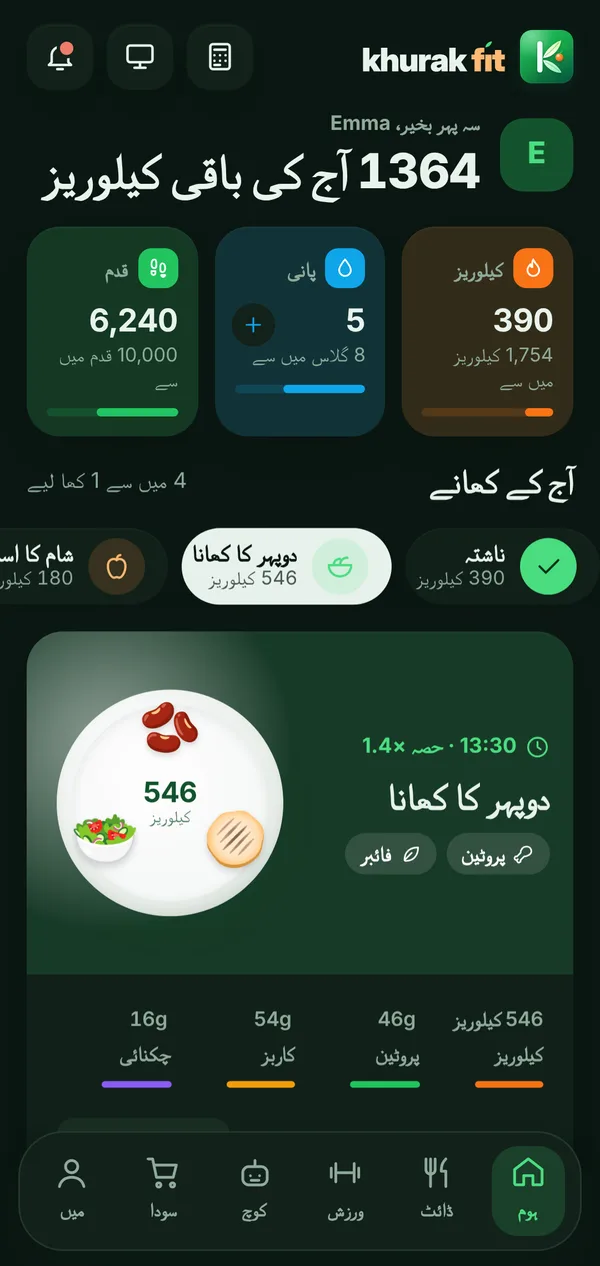 khurak fit
سہ پہر بخیر، Emma
E
1364 آج کی باقی کیلوریز
کیلوریز
390
1,754 کیلوریز
میں سے
پانی
5
8 گلاس میں سے
قدم
6,240
10,000 قدم میں
سے
آج کے کھانے
4 میں سے 1 کھا لیے
ناشتہ
390 کیلوریز
دوپہر کا کھانا
546 کیلوریز
شام کا
180
13:30 · حصہ ×1.4
دوپہر کا کھانا
پروٹین
فائبر
546
کیلوریز
546 کیلوریز
کیلوریز
46g
پروٹین
54g
کاربز
16g
چکنائی
ہوم
ڈائٹ
ورزش
کوچ
سودا
میں